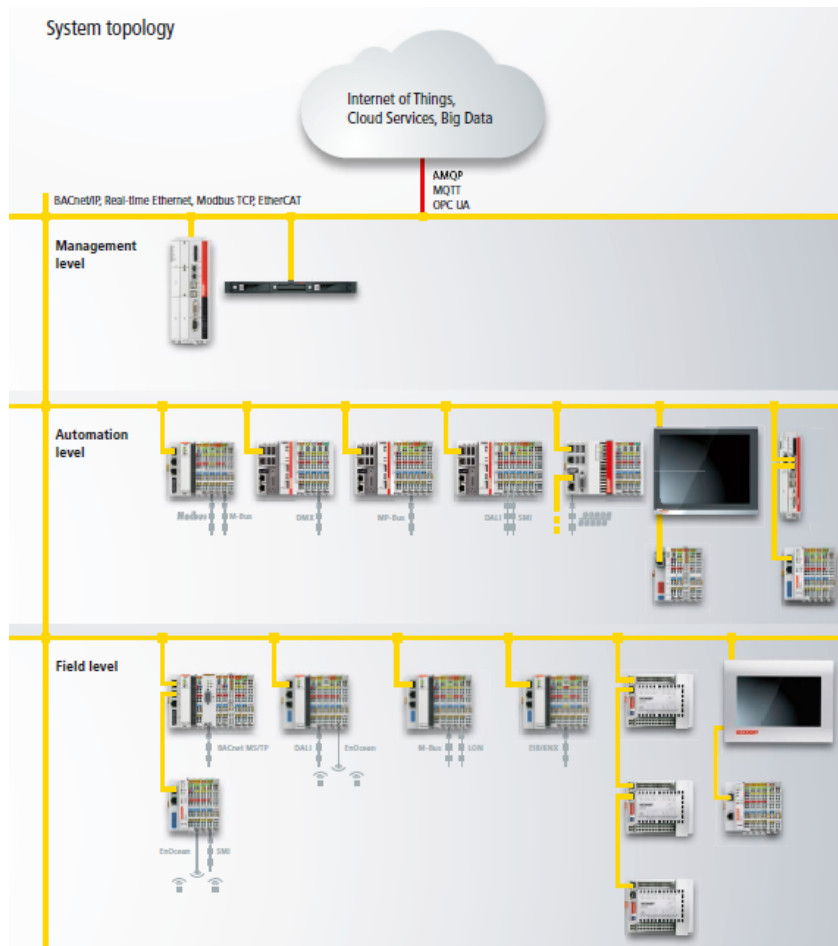 System topology
Internet of Things,
Cloud Services, Big Data
AMQP
MQTT
OPC UA
BACnet/IP, Real-time Ethernet, Modbus TCP, EtherCAT
Management
level
Automation
level
Modbus
M-Bus
DMX
MP-Bus
DALI
SMI
Field level
BACnet MS/TP
DALI
EnOcean
M-Bus
LON
EIB/KNX
BECKHOFF
EnOcean
SMI